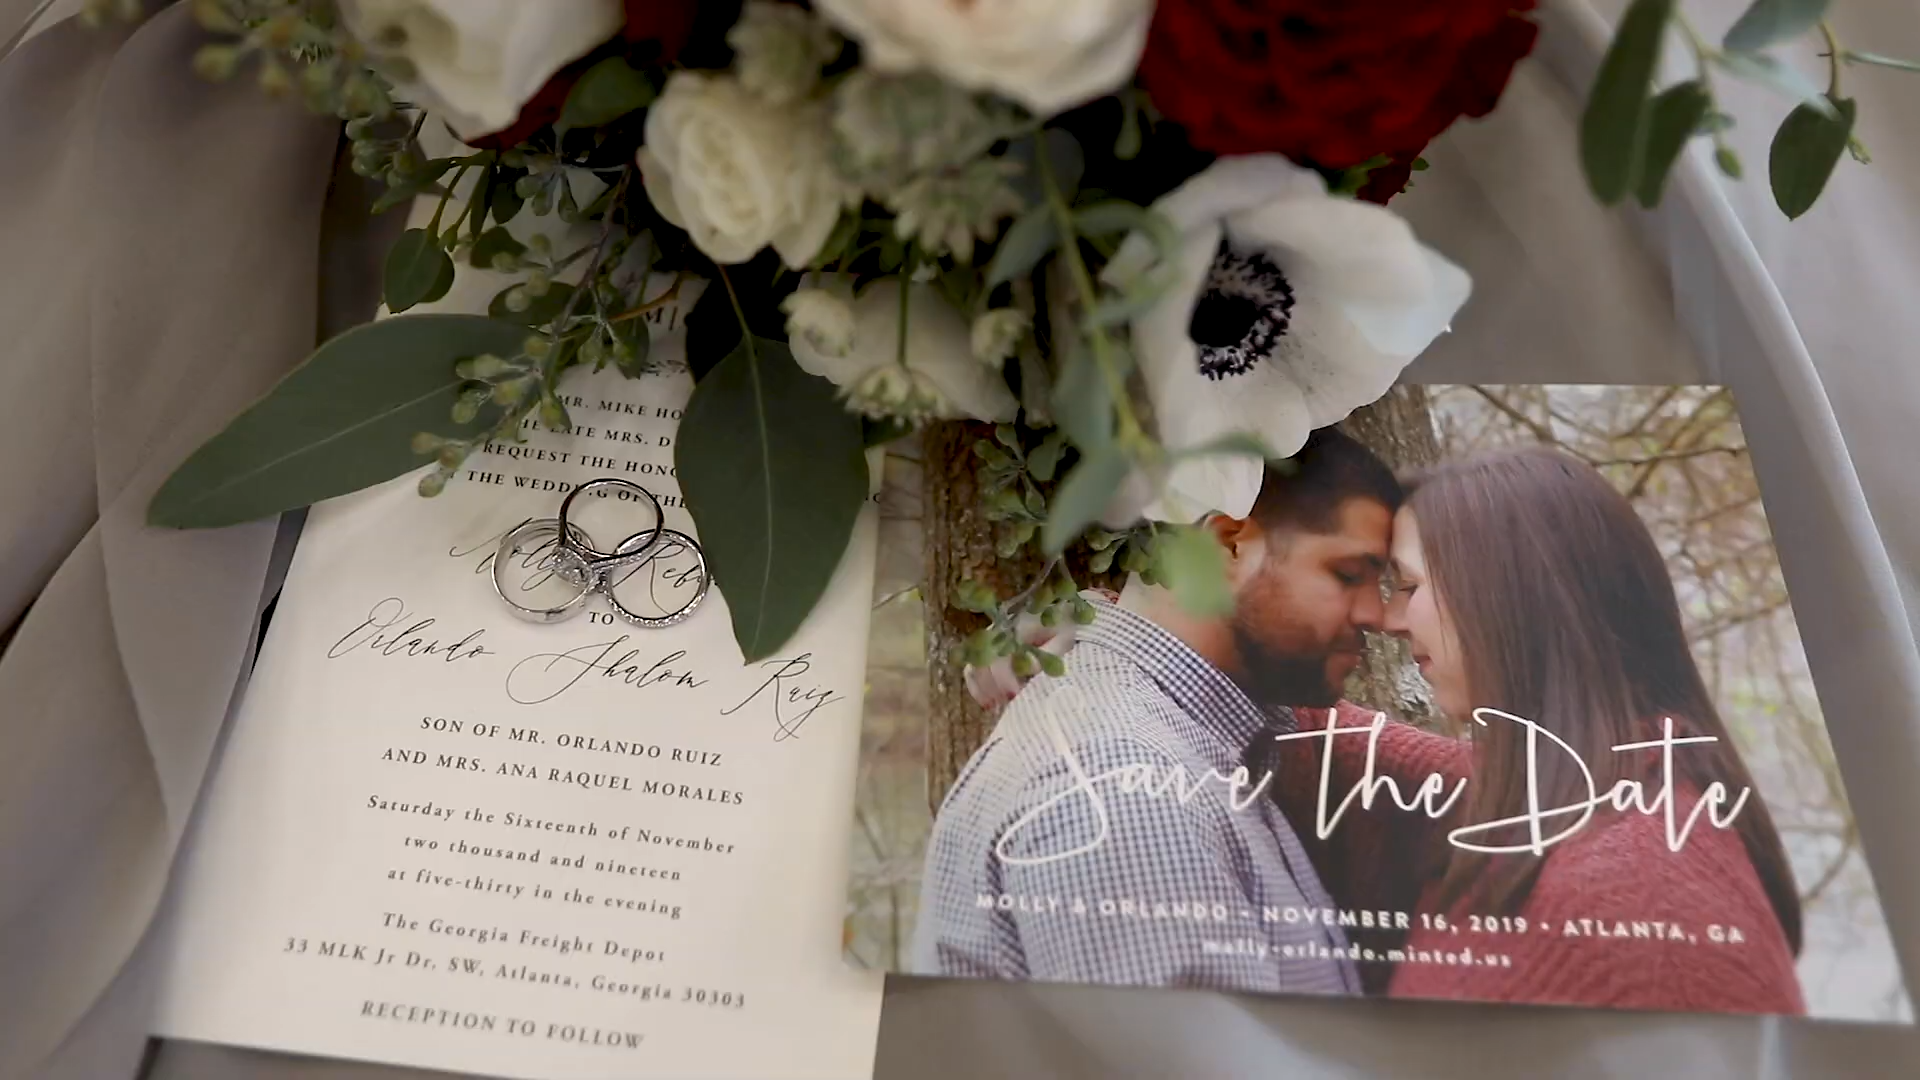 M|
MR. MIKE
LATE MRS.
REQUEST THE
THE WEDDING OF THE
Molly
TO
Orlando Shalom Ruiz
SON OF MR. ORLANDO RUIZ
AND MRS. ANA RAQUEL MORALES
Saturday the Sixteenth of November
two thousand and nineteen
at five-thirty in the evening
The Georgia Freight Depot
33 MLK Jr Dr, SW, Atlanta, Georgia 30303
RECEPTION TO FOLLOW
Save the Date
MOLLY & ORLANDO • NOVEMBER 16, 2019 • ATLANTA, GA
molly-orlando.minted.us